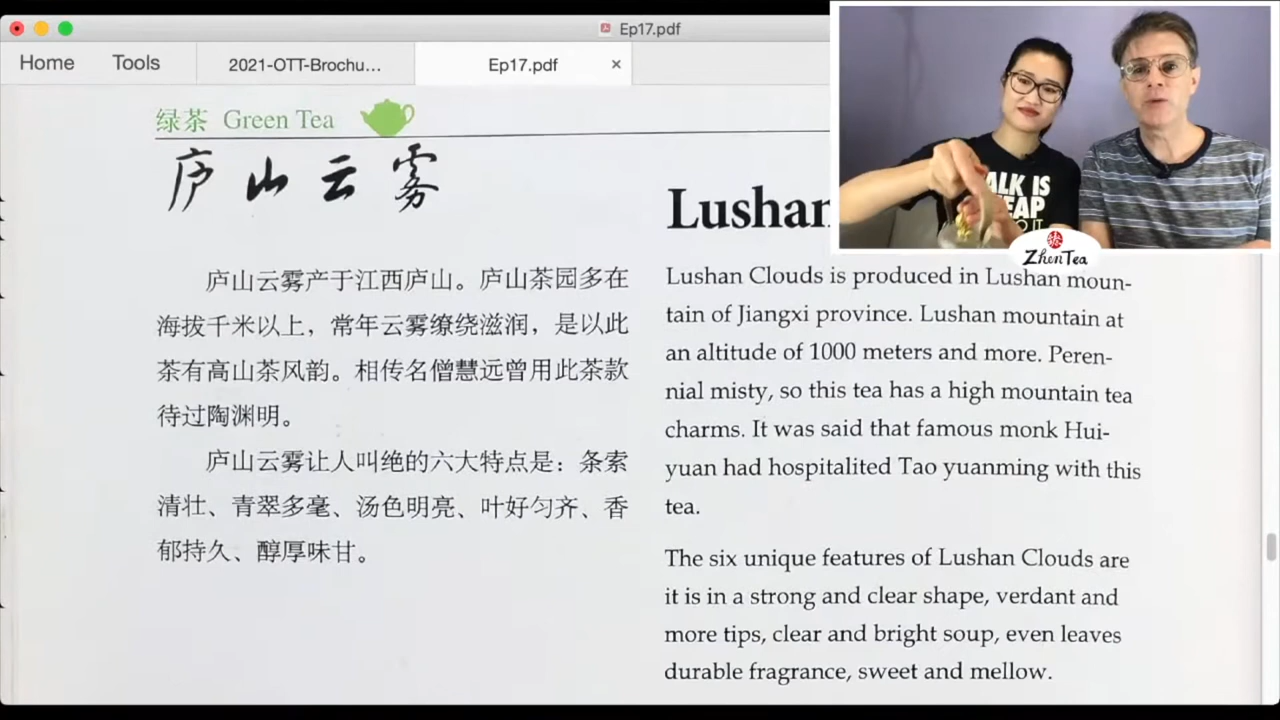 Ep17.pdf
Home
Tools
2021-OTT-Brochu...
Ep17.pdf
×
绿茶 Green Tea
庐山云雾
庐山云雾产于江西庐山。庐山茶园多在
海拔千米以上，常年云雾缭绕滋润，是以此
茶有高山茶风韵。相传名僧慧远曾用此茶款
待过陶渊明。
庐山云雾让人叫绝的六大特点是：条索
清壮、青翠多毫、汤色明亮、叶好匀齐、香
郁持久、醇厚味甘。
Lushan
Lushan Clouds is produced in Lushan moun-
tain of Jiangxi province. Lushan mountain at
an altitude of 1000 meters and more. Peren-
nial misty, so this tea has a high mountain tea
charms. It was said that famous monk Hui-
yuan had hospitalited Tao yuanming with this
tea.
The six unique features of Lushan Clouds are
it is in a strong and clear shape, verdant and
more tips, clear and bright soup, even leaves
durable fragrance, sweet and mellow.
ALK IS
EAP
O IT
ZhenTea